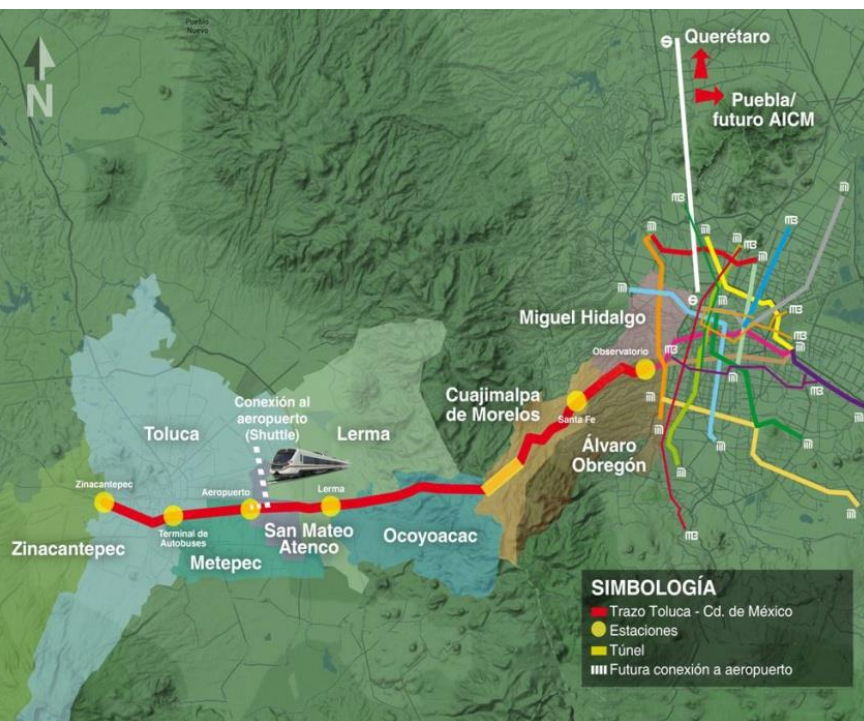 Pueblo
Nuevo
N
Querétaro
Puebla/
futuro AICM
Miguel Hidalgo
Observatorio
Cuajimalpa
de Morelos
Santa Fe
Álvaro
Obregón
Conexión al
aeropuerto
(Shuttle)
Toluca
Lerma
Zinacantepec
Aeropuerto
Lerma
Terminal de
Autobuses
San Mateo
Atenco
Ocoyoacac
Zinacantepec
Metepec
SIMBOLOGÍA
Trazo Toluca - Cd. de México
Estaciones
Túnel
Futura conexión a aeropuerto